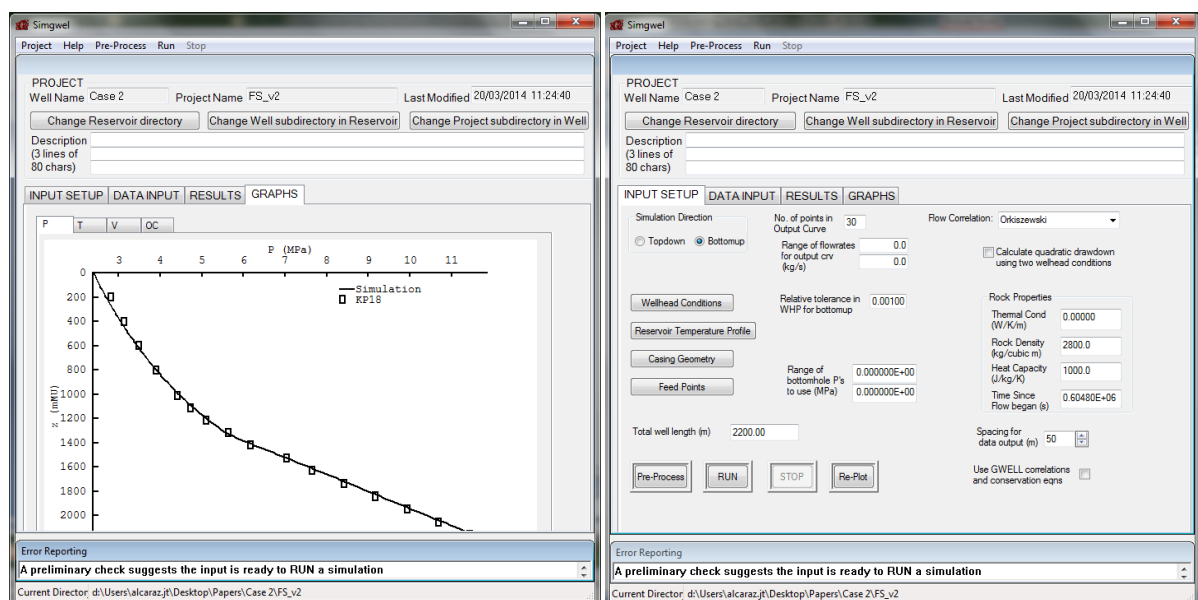 Simgwel
Project Help Pre-Process Run Stop
PROJECT
Well Name Case 2 Project Name FS_v2 Last Modified 20/03/2014 11:24:40
Change Reservoir directory Change Well subdirectory in Reservoir Change Project subdirectory in Well
Description
(3 lines of
80 chars)
INPUT SETUP DATA INPUT RESULTS GRAPHS
P T V OC
P (MPa)
3 4 5 6 7 8 9 10 11
0
Simulation
KP18
200
400
600
800
1000
z (mMU)
1200
1400
1600
1800
2000
Error Reporting
A preliminary check suggests the input is ready to RUN a simulation
Current Director d:\Users\alcaraz.jt\Desktop\Papers\Case 2\FS_v2
Simgwel
Project Help Pre-Process Run Stop
PROJECT
Well Name Case 2 Project Name FS_v2 Last Modified 20/03/2014 11:24:40
Change Reservoir directory Change Well subdirectory in Reservoir Change Project subdirectory in Well
Description
(3 lines of
80 chars)
INPUT SETUP DATA INPUT RESULTS GRAPHS
Simulation Direction
Topdown Bottomup
No. of points in
Output Curve 30
Range of flowrates
for output crv
(kg/s)
0.0
0.0
Flow Correlation: Orkiszewski
Calculate quadratic drawdown
using two welhead conditions
Wellhead Conditions
Reservoir Temperature Profile
Casing Geometry
Feed Points
Relative tolerance in
WHP for bottomup 0.00100
Range of
bottomhole P's
to use (MPa)
0.000000E+00
0.000000E+00
Rock Properties
Thermal Cond
(W/K/m) 0.00000
Rock Density
(kg/cubic m) 2800.0
Heat Capacity
(J/kg/K) 1000.0
Time Since
Flow began (s) 0.60480E+06
Total well length (m) 2200.00
Spacing for
data output (m) 50
Pre-Process RUN STOP Re-Plot
Use GWELL correlations
and conservation eqns
Error Reporting
A preliminary check suggests the input is ready to RUN a simulation
Current Director d:\Users\alcaraz.jt\Desktop\Papers\Case 2\FS_v2